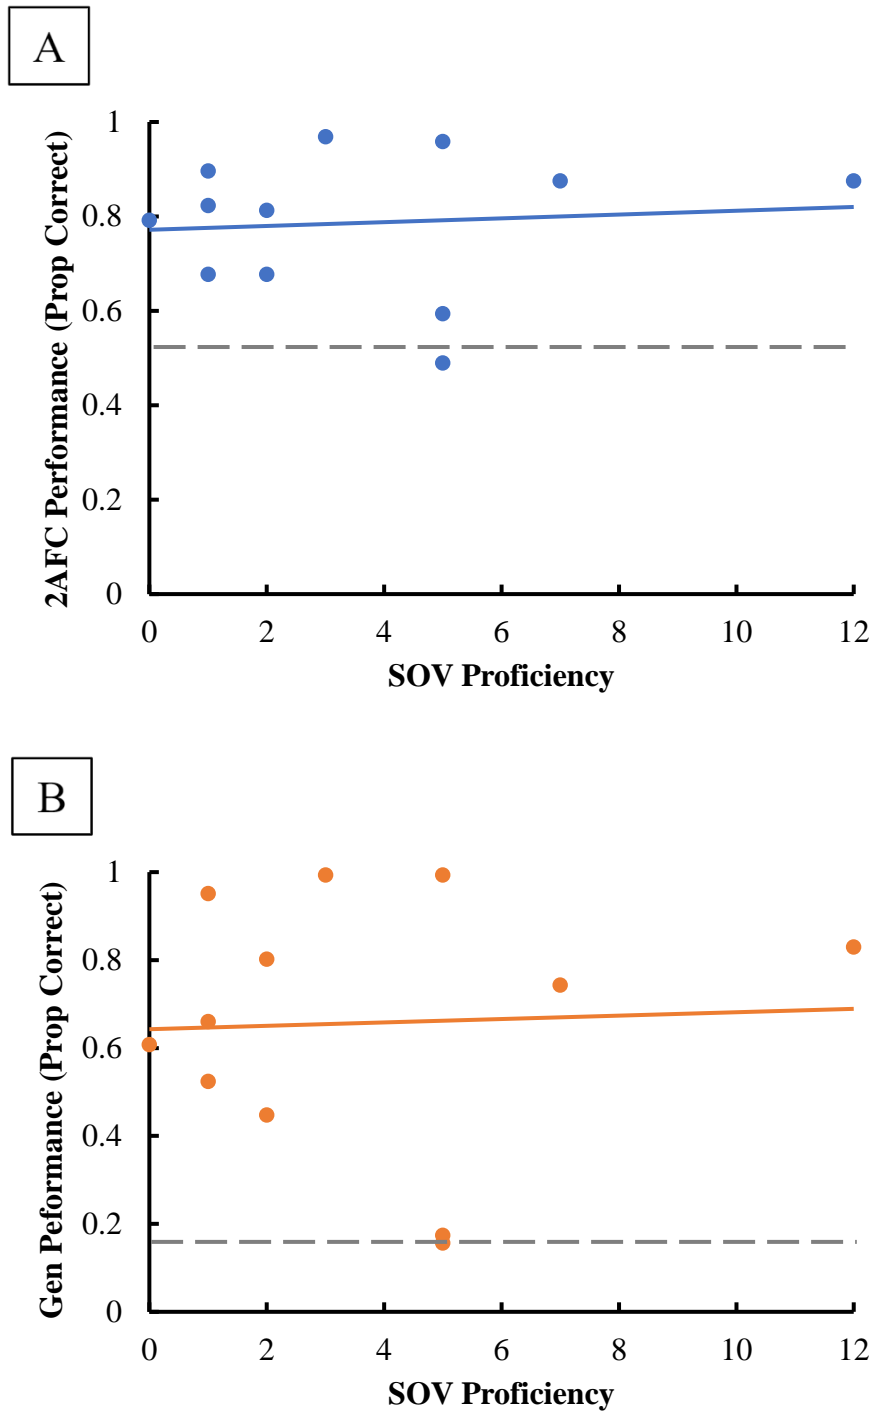 A
2AFC Performance (Prop Correct)
1
0.8
0.6
0.4
0.2
0
0 2 4 6 8 10 12
SOV Proficiency
B
Gen Peformance (Prop Correct)
1
0.8
0.6
0.4
0.2
0
0 2 4 6 8 10 12
SOV Proficiency